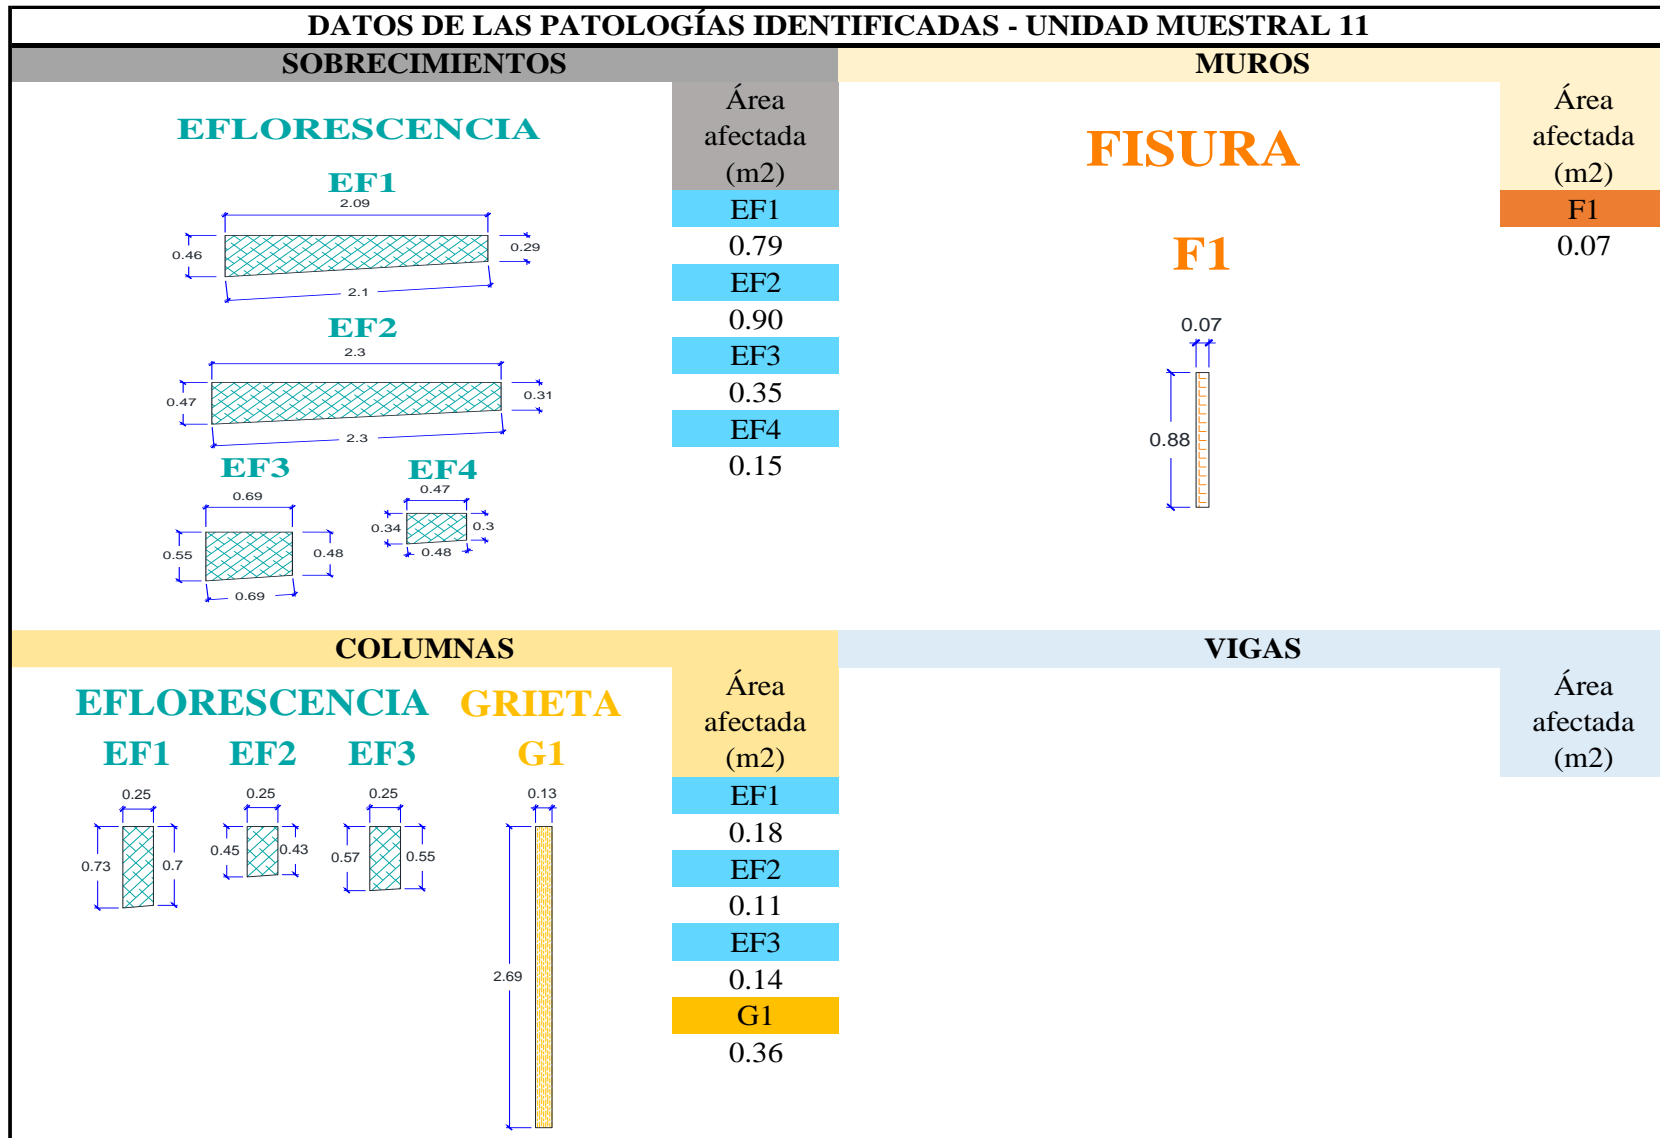 DATOS DE LAS PATOLOGÍAS IDENTIFICADAS - UNIDAD MUESTRAL 11
SOBRECIMIENTOS
EFLORESCENCIA
EF1
2.09
0.46
0.29
2.1
EF2
2.3
0.47
0.31
2.3
EF3
0.69
0.55
0.48
0.69
EF4
0.47
0.34
0.3
0.48
Área
afectada
(m2)
EF1
0.79
EF2
0.90
EF3
0.35
EF4
0.15
MUROS
FISURA
F1
0.07
0.88
Área
afectada
(m2)
F1
0.07
COLUMNAS
EFLORESCENCIA GRIETA
EF1 EF2 EF3 G1
0.25
0.73
0.7
0.25
0.45
0.43
0.25
0.57
0.55
0.13
2.69
Área
afectada
(m2)
EF1
0.18
EF2
0.11
EF3
0.14
G1
0.36
VIGAS
Área
afectada
(m2)